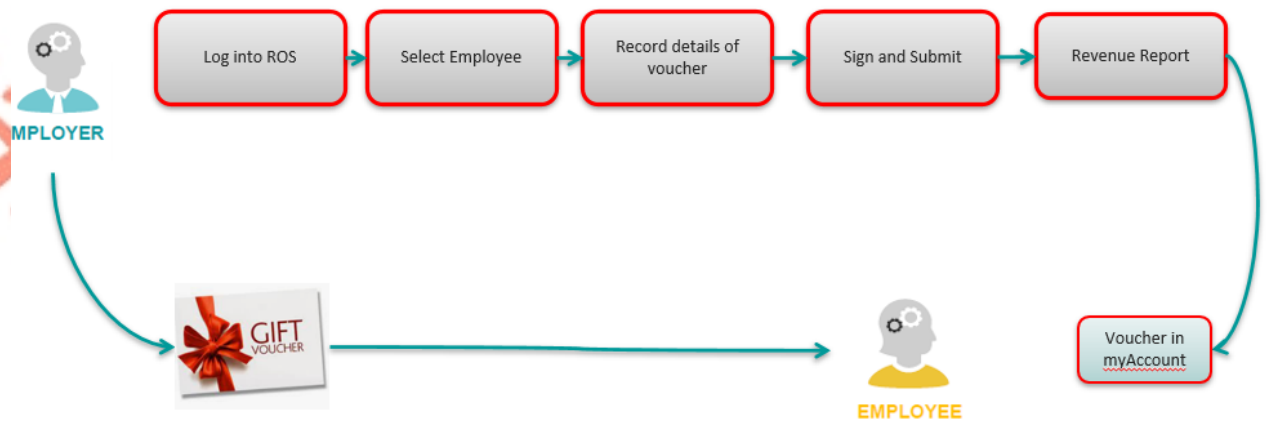 Log into ROS
Select Employee
Record details of
voucher
Sign and Submit
Revenue Report
MPLOYER
GIFT
VOUCHER
Voucher in
myAccount
EMPLOYEE